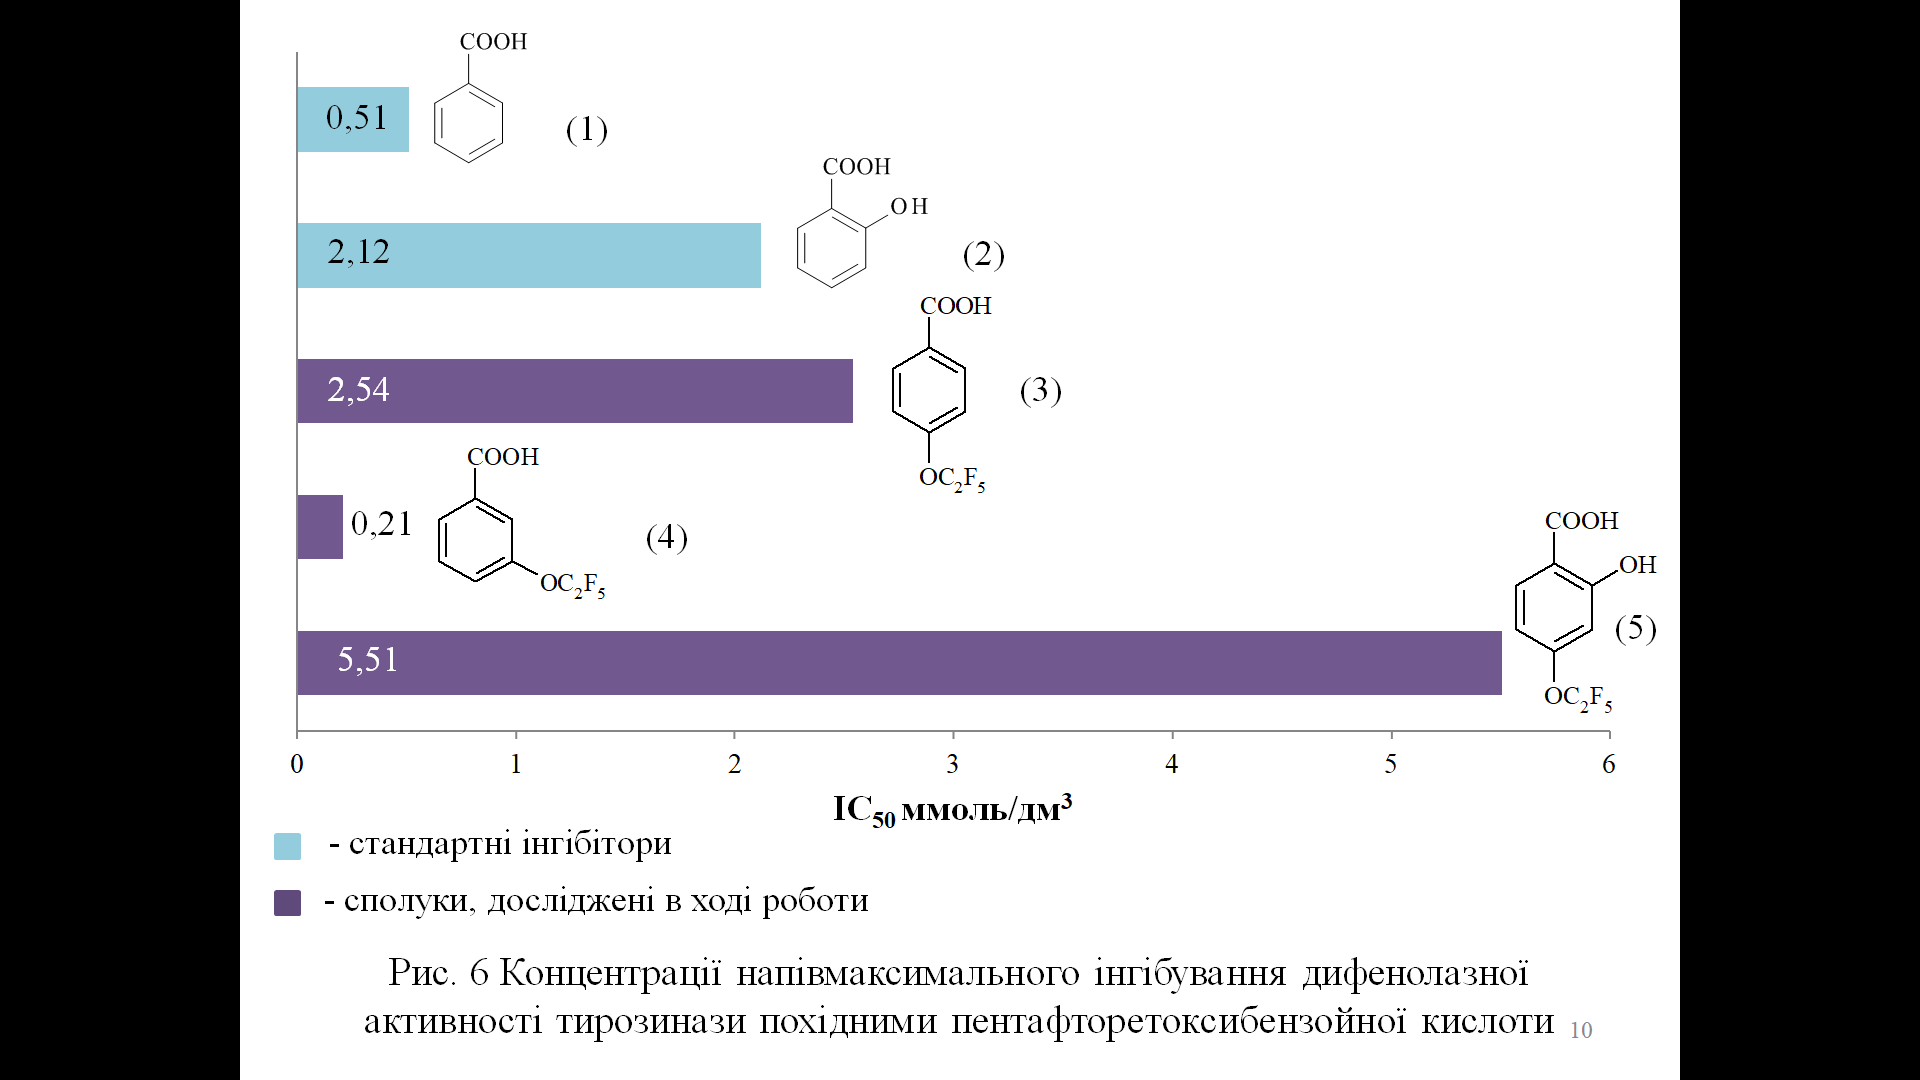 COOH
0,51
(1)
COOH
OH
2,12
(2)
COOH
2,54
(3)
OC₂F₅
COOH
0,21
(4)
OC₂F₅
COOH
OH
(5)
5,51
OC₂F₅
0 1 2 3 4 5 6
IC₅₀ ммоль/дм³
- стандартні інгібітори
- сполуки, досліджені в ході роботи
Рис. 6 Концентрації напівмаксимального інгібування дифенолазної
активності тирозинази похідними пентафторетоксибензойної кислоти
10